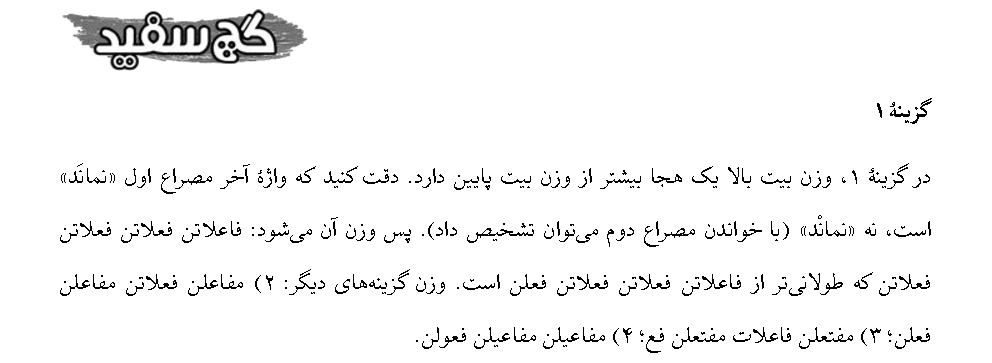 گچ سفید
گزینۀ ۱
در گزینۀ ۱، وزن بیت بالا یک هجا بیشتر از وزن بیت پایین دارد. دقت کنید که واژۀ آخر مصراع اول «نمانَد»
است، نه «نمانْد» (با خواندن مصراع دوم می‌توان تشخیص داد). پس وزن آن می‌شود: فاعلاتن فعلاتن فعلاتن
فعلاتن که طولانی‌تر از فاعلاتن فعلاتن فعلاتن فعلن است. وزن گزینه‌های دیگر: ۲) مفاعلن فعلاتن مفاعلن
فعلن؛ ۳) مفتعلن فاعلات مفتعلن فع؛ ۴) مفاعیلن مفاعیلن فعولن.